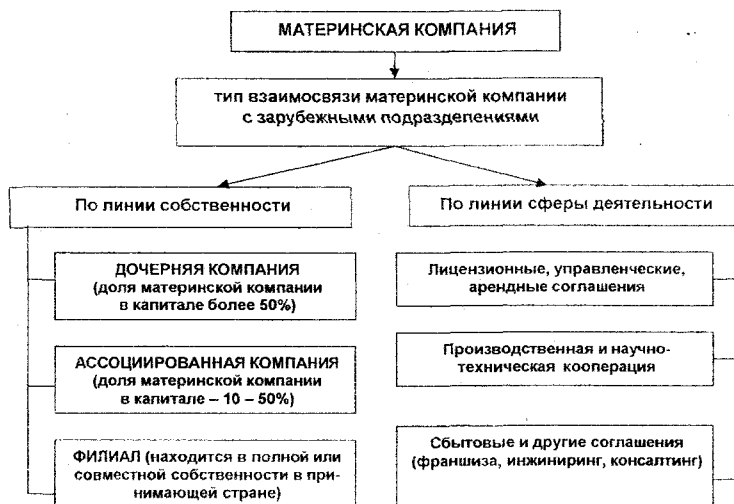 МАТЕРИНСКАЯ КОМПАНИЯ
тип взаимосвязи материнской компании
с зарубежными подразделениями
По линии собственности
ДОЧЕРНЯЯ КОМПАНИЯ
(доля материнской компании
в капитале более 50%)
АССОЦИИРОВАННАЯ КОМПАНИЯ
(доля материнской компании
в капитале – 10 – 50%)
ФИЛИАЛ (находится в полной или
совместной собственности в при-
нимающей стране)
По линии сферы деятельности
Лицензионные, управленческие,
арендные соглашения
Производственная и научно-
техническая кооперация
Сбытовые и другие соглашения
(франшиза, инжиниринг, консалтинг)